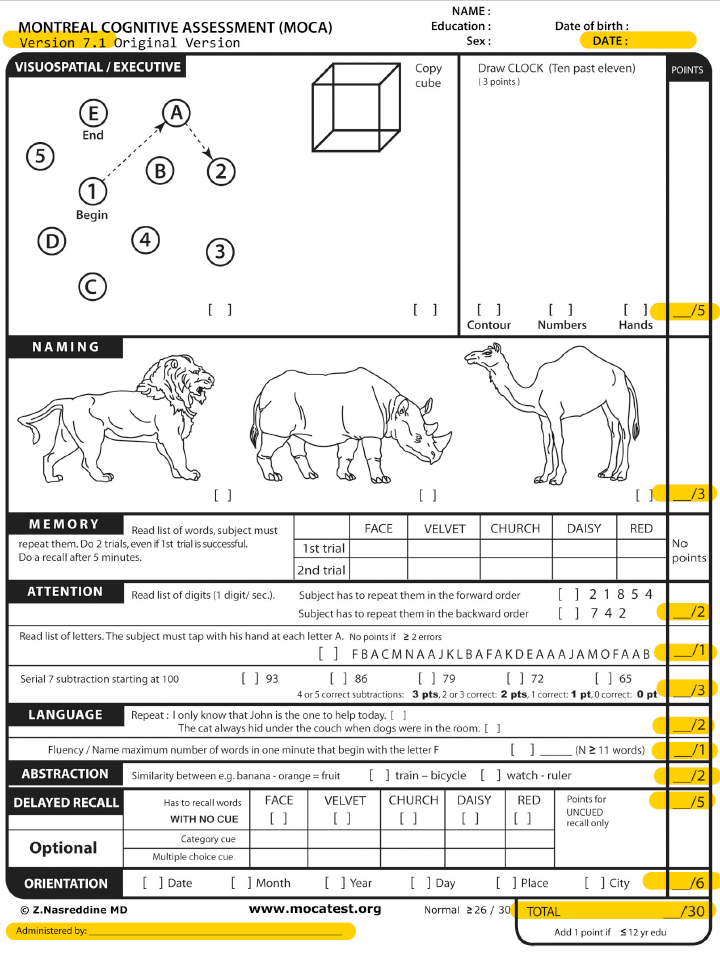 MONTREAL COGNITIVE ASSESSMENT (MOCA)
Version 7.1 Original Version
NAME :
Education :
Sex :
Date of birth :
DATE :
VISUOSPATIAL / EXECUTIVE
E
End
A
5
B
2
1
Begin
D
4
3
C
[ ]
Copy
cube
[ ]
Draw CLOCK (Ten past eleven)
( 3 points )
[ ] [ ] [ ]
Contour Numbers Hands
POINTS
__/5
NAMING
[ ] [ ] [ ] __/3
MEMORY
Read list of words, subject must
repeat them. Do 2 trials, even if 1st trial is successful.
Do a recall after 5 minutes.
FACE VELVET CHURCH DAISY RED
1st trial
2nd trial
No
points
ATTENTION
Read list of digits (1 digit/ sec.).
Subject has to repeat them in the forward order [ ] 2 1 8 5 4
Subject has to repeat them in the backward order [ ] 7 4 2 __/2
Read list of letters. The subject must tap with his hand at each letter A. No points if ≥ 2 errors
[ ] F B A C M N A A J K L B A F A K D E A A A J A M O F A A B __/1
Serial 7 subtraction starting at 100 [ ] 93 [ ] 86 [ ] 79 [ ] 72 [ ] 65
4 or 5 correct subtractions: 3 pts, 2 or 3 correct: 2 pts, 1 correct: 1 pt, 0 correct: 0 pt __/3
LANGUAGE
Repeat : I only know that John is the one to help today. [ ]
The cat always hid under the couch when dogs were in the room. [ ] __/2
Fluency / Name maximum number of words in one minute that begin with the letter F [ ] _____ (N ≥ 11 words) __/1
ABSTRACTION
Similarity between e.g. banana - orange = fruit [ ] train – bicycle [ ] watch - ruler __/2
DELAYED RECALL
Has to recall words
WITH NO CUE
FACE VELVET CHURCH DAISY RED
[ ] [ ] [ ] [ ] [ ]
Points for
UNCUED
recall only
__/5
Optional
Category cue
Multiple choice cue
ORIENTATION
[ ] Date [ ] Month [ ] Year [ ] Day [ ] Place [ ] City __/6
© Z.Nasreddine MD www.mocatest.org Normal ≥ 26 / 30 TOTAL __/30
Administered by: ____________________
Add 1 point if ≤ 12 yr edu